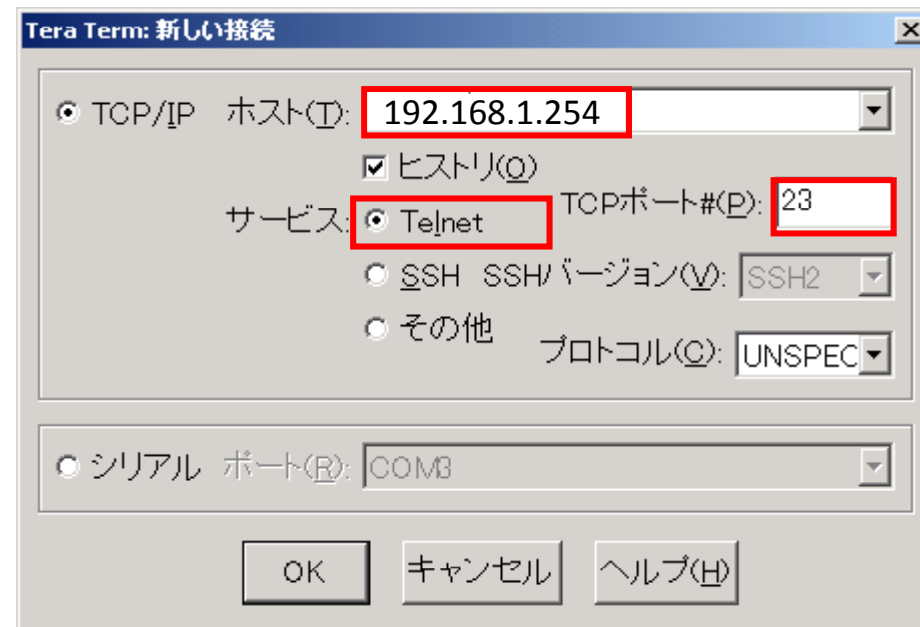 Tera Term: 新しい接続
TCP/IP ホスト(T): 192.168.1.254
ヒストリ(O)
サービス: Telnet TCPポート#(P): 23
SSH SSHバージョン(V): SSH2
その他 プロトコル(C): UNSPEC
シリアル ポート(R): COM3
OK キャンセル ヘルプ(H)